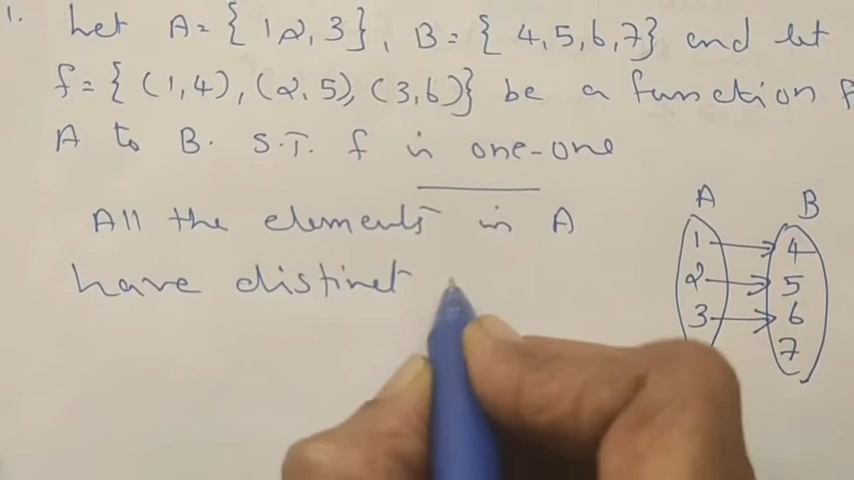 1. Let A = { 1 2, 3 }, B = { 4, 5, 6, 7} and let
f = { (1, 4), (2, 5), (3, 6)} be a function f
A to B. S.T. f is one-one
All the elements in A
have distinct
A B
1 4
2 5
3 6
7